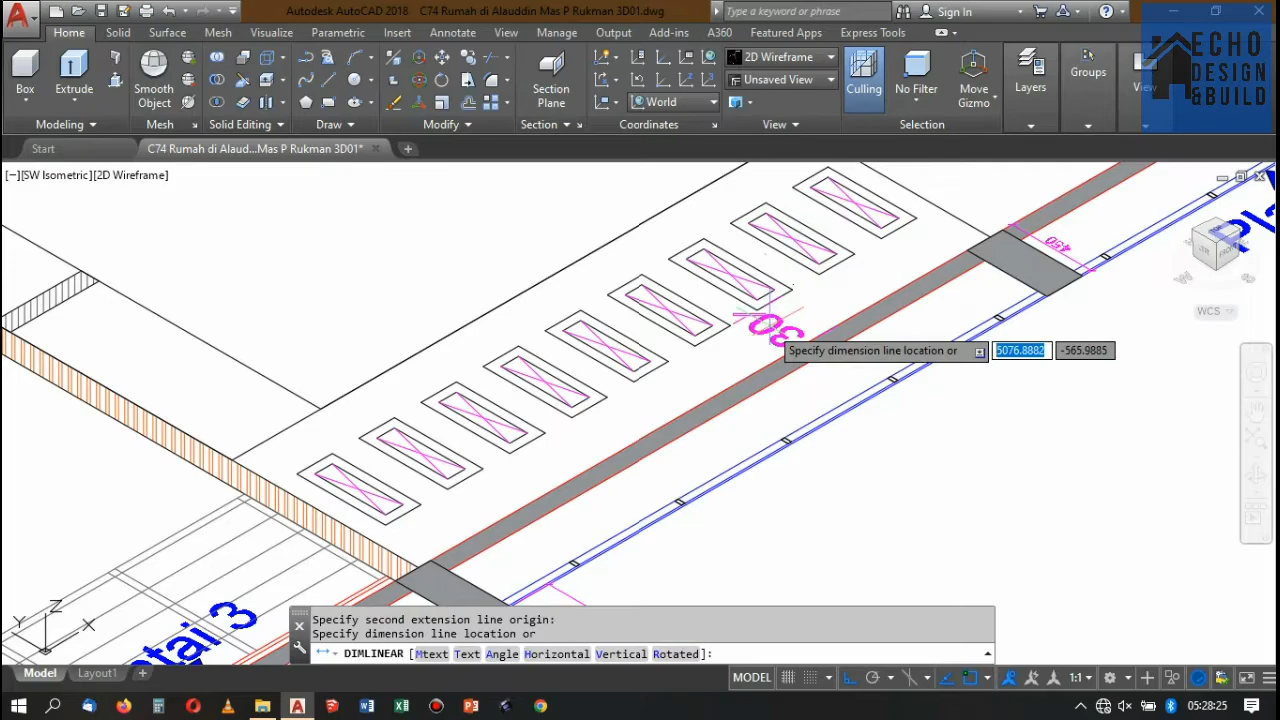 Autodesk AutoCAD 2018 C74 Rumah di Alauddin Mas P Rukman 3D01.dwg
Type a keyword or phrase
Sign In
Home Solid Surface Mesh Visualize Parametric Insert Annotate View Manage Output Add-ins A360 Featured Apps Express Tools
ECHO
DESIGN
&BUILD
Box
Extrude
Smooth
Object
Section
Plane
World
2D Wireframe
Unsaved View
Culling
No Filter
Move
Gizmo
Layers
Groups
View
Modeling Mesh Solid Editing Draw Modify Section Coordinates View Selection
Start
C74 Rumah di Alaud...Mas P Rukman 3D01*
[−][SW Isometric][2D Wireframe]
450
FRONT
WCS
30
Specify dimension line location or 5076.8882 -565.9885
ntai 3
Z
Y
X
Specify second extension line origin:
Specify dimension line location or
DIMLINEAR [Mtext Text Angle Horizontal Vertical Rotated]:
Model Layout1
MODEL
1:1
05:28:25